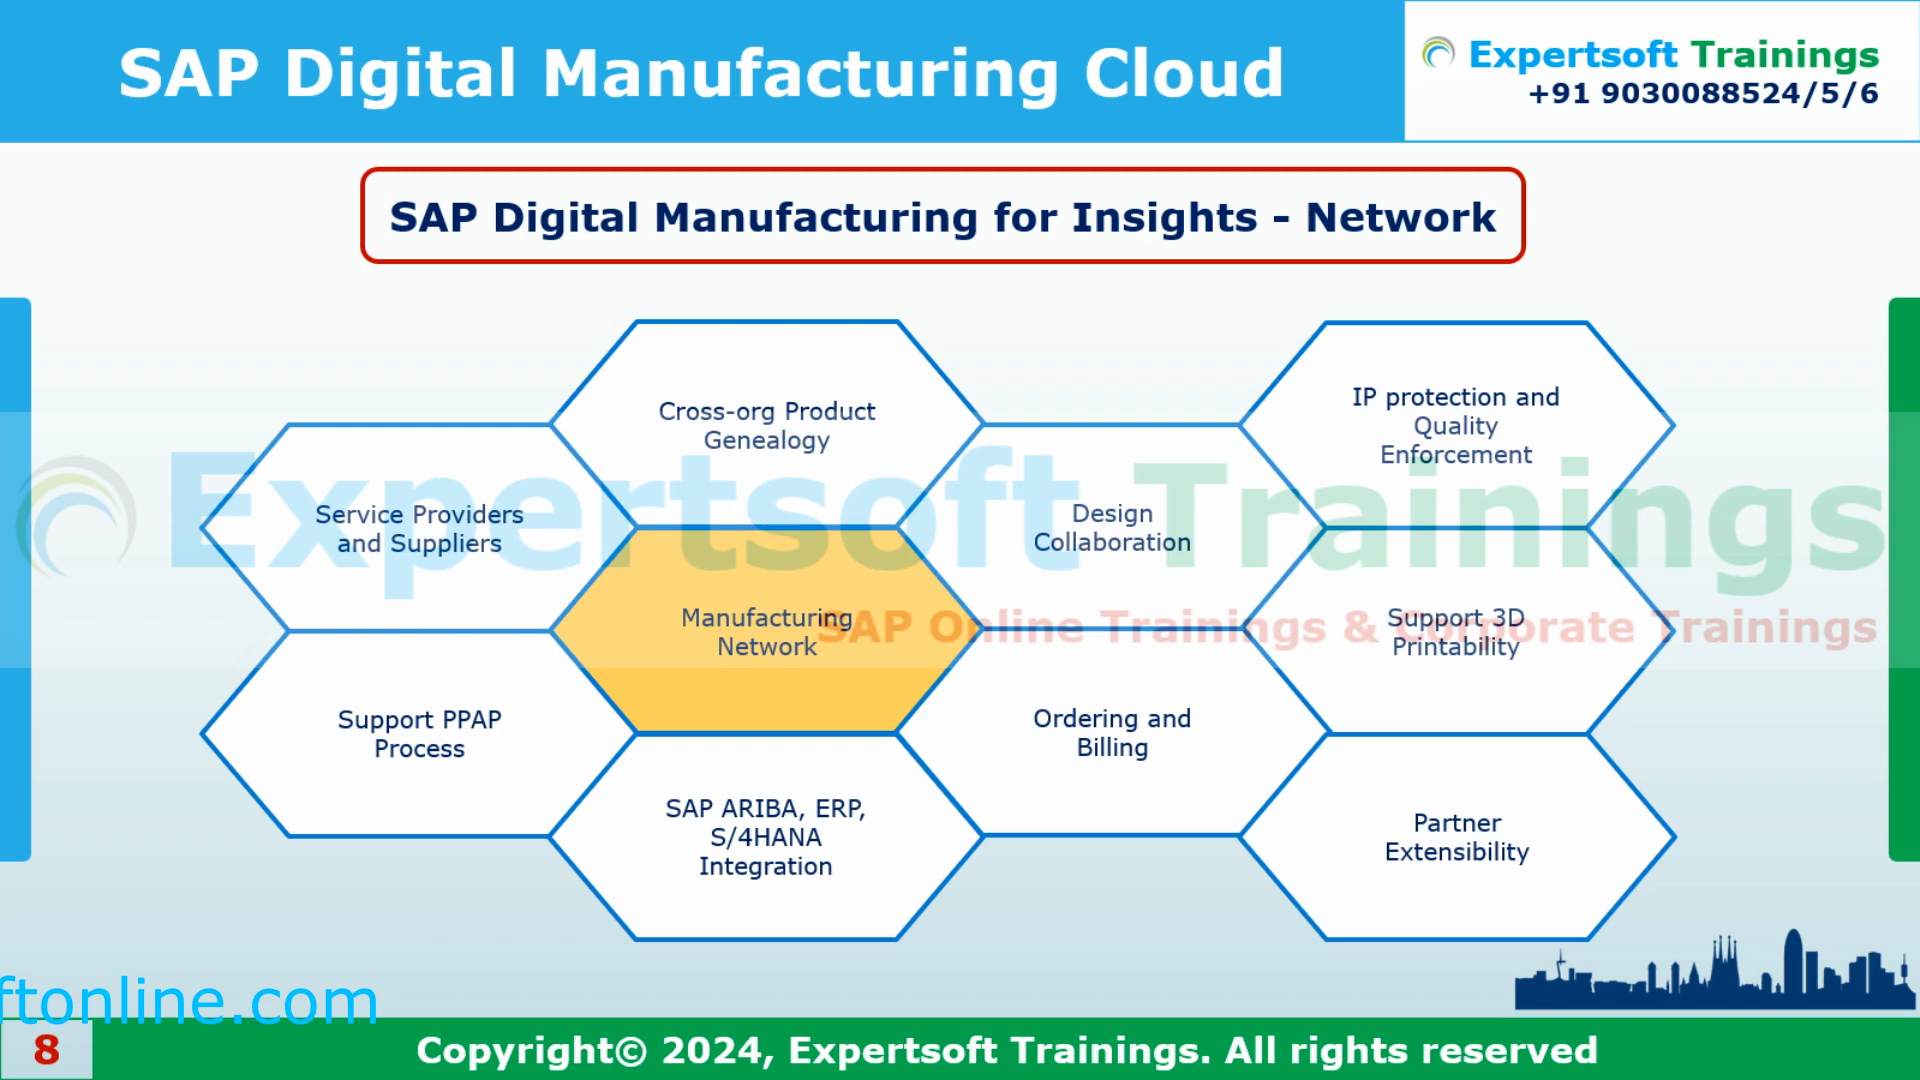 SAP Digital Manufacturing Cloud
Expertsoft Trainings
+91 9030088524/5/6
SAP Digital Manufacturing for Insights - Network
Cross-org Product
Genealogy
IP protection and
Quality
Enforcement
Service Providers
and Suppliers
Design
Collaboration
Manufacturing
Network
Support 3D
Printability
Support PPAP
Process
Ordering and
Billing
SAP ARIBA, ERP,
S/4HANA
Integration
Partner
Extensibility
Expertsoft Trainings
SAP Online Trainings & Corporate Trainings
ftonline.com
8
Copyright© 2024, Expertsoft Trainings. All rights reserved